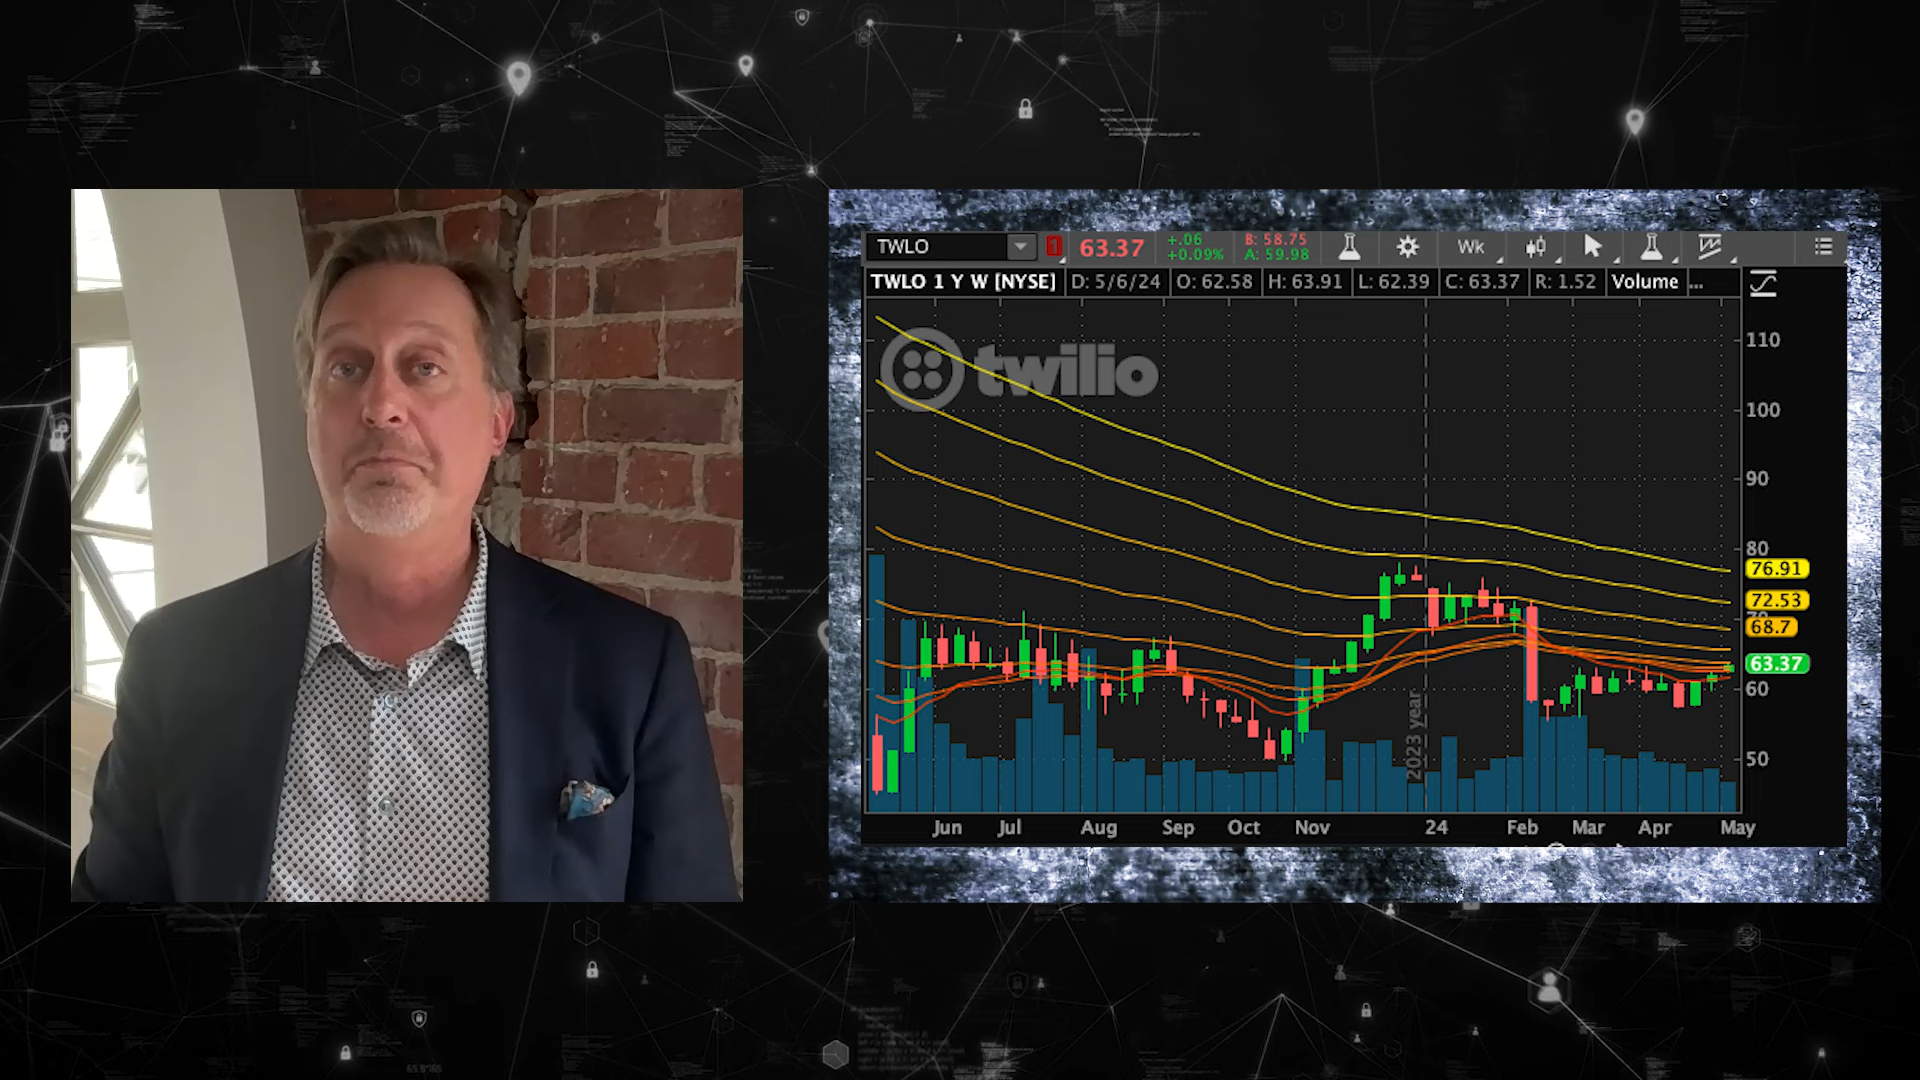 TWLO
1
63.37
+.06
+0.09%
B: 58.75
A: 59.98
Wk
TWLO 1 Y W [NYSE]
D: 5/6/24
O: 62.58
H: 63.91
L: 62.39
C: 63.37
R: 1.52
Volume
...
twilio
110
100
90
80
76.91
72.53
70
68.7
63.37
60
50
2023 year
Jun
Jul
Aug
Sep
Oct
Nov
24
Feb
Mar
Apr
May